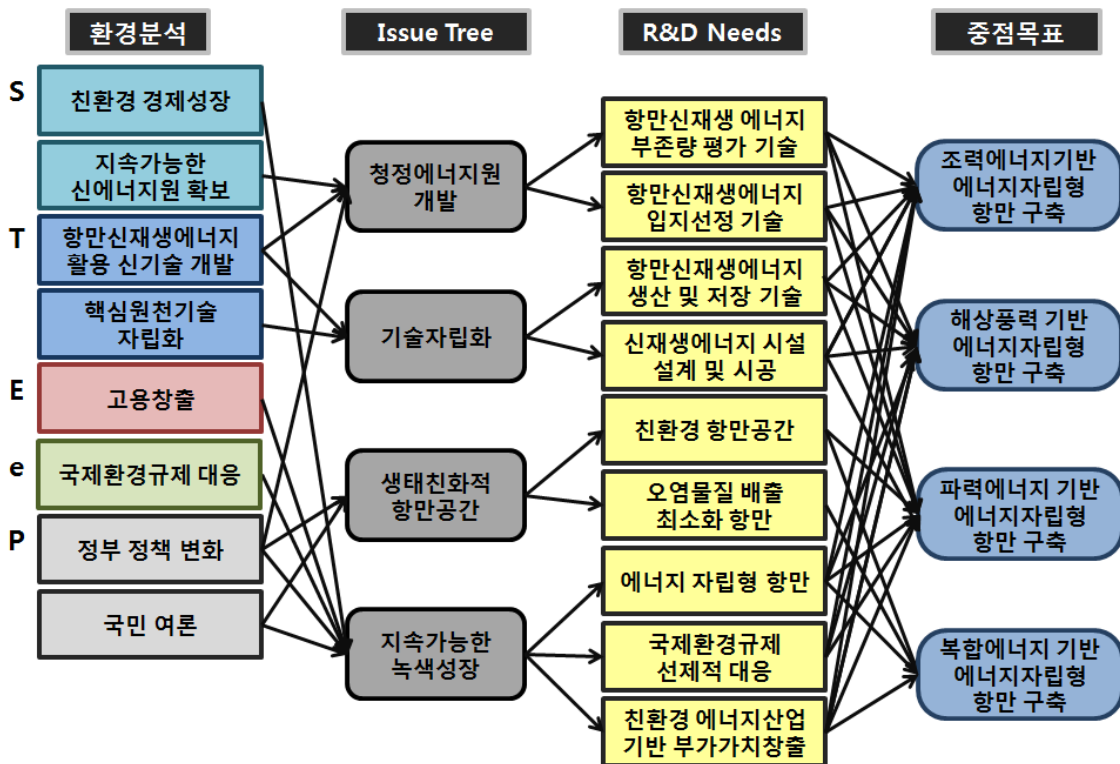 환경분석
Issue Tree
R&D Needs
중점목표
S
친환경 경제성장
지속가능한
신에너지원 확보
T
항만신재생에너지
활용 신기술 개발
핵심원천기술
자립화
E
고용창출
e
국제환경규제 대응
P
정부 정책 변화
국민 여론
청정에너지원
개발
기술자립화
생태친화적
항만공간
지속가능한
녹색성장
항만신재생 에너지
부존량 평가 기술
항만신재생에너지
입지선정 기술
항만신재생에너지
생산 및 저장 기술
신재생에너지 시설
설계 및 시공
친환경 항만공간
오염물질 배출
최소화 항만
에너지 자립형 항만
국제환경규제
선제적 대응
친환경 에너지산업
기반 부가가치창출
조력에너지기반
에너지자립형
항만 구축
해상풍력 기반
에너지자립형
항만 구축
파력에너지 기반
에너지자립형
항만 구축
복합에너지 기반
에너지자립형
항만 구축